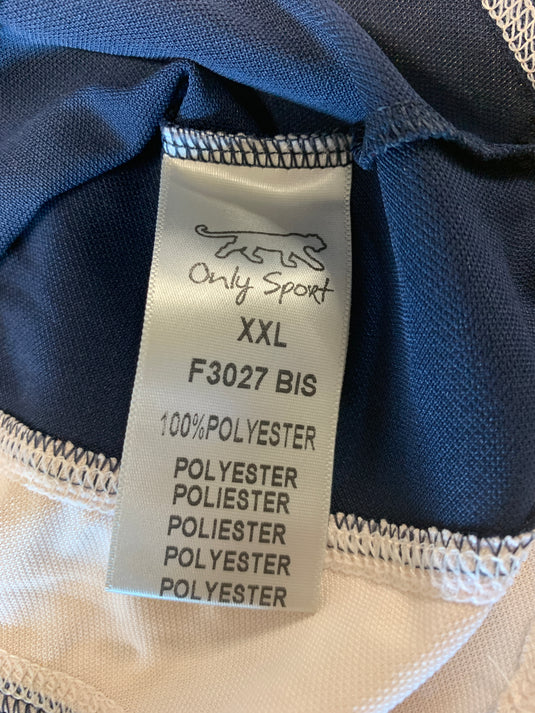 Only Sport
XXL
F3027 BIS
100%POLYESTER
POLYESTER
POLIESTER
POLIESTER
POLYESTER
POLYESTER